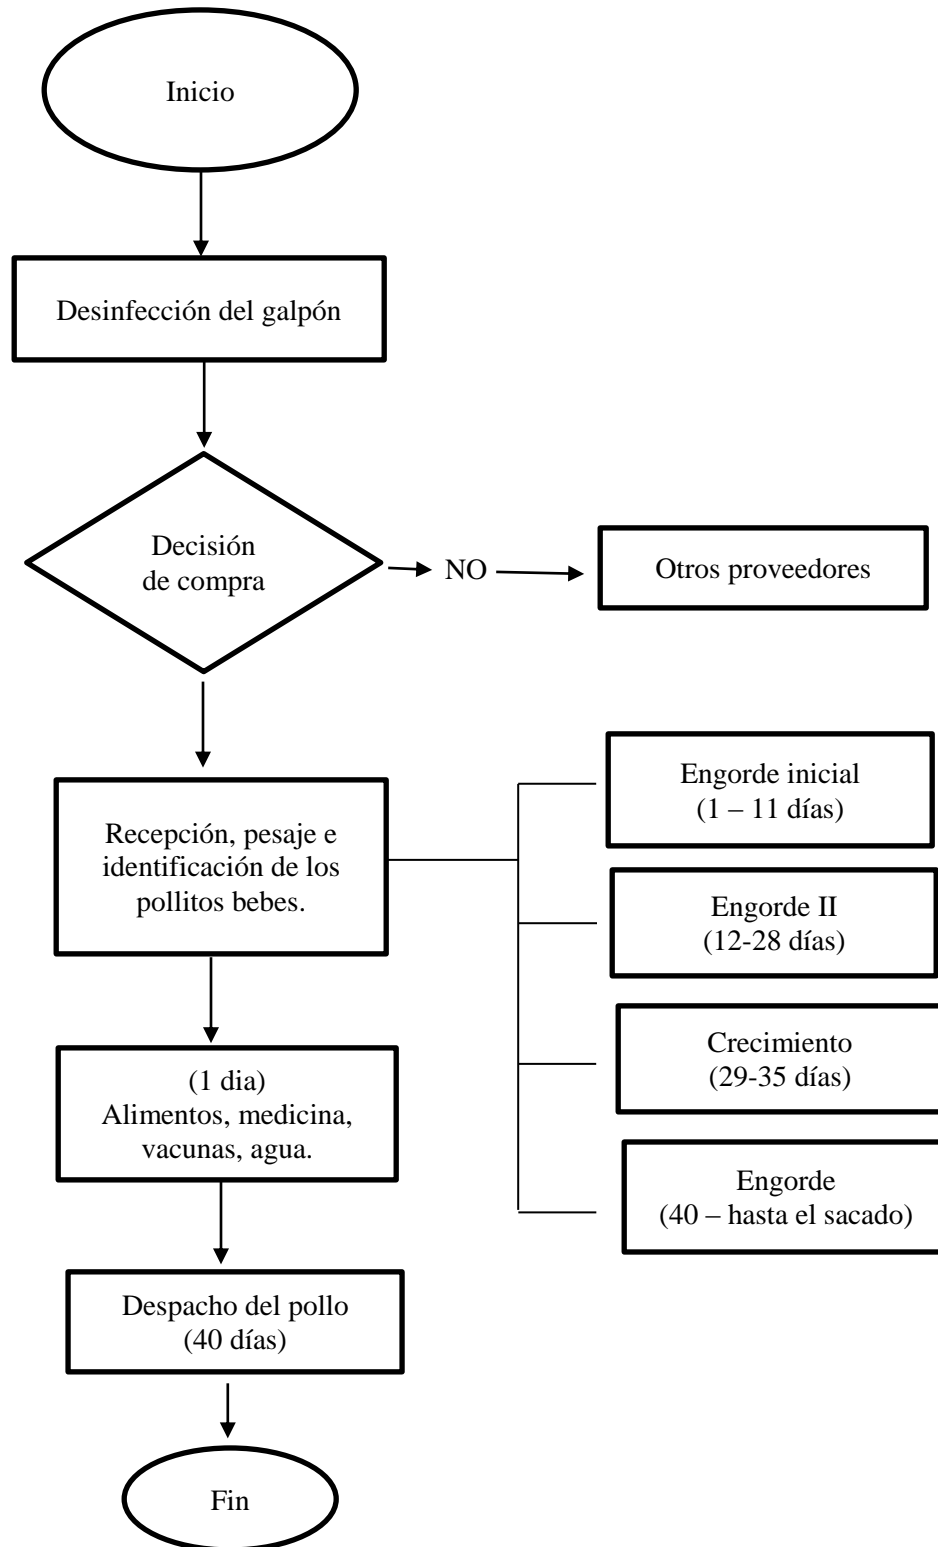 Inicio
Desinfección del galpón
Decisión
de compra
NO
Otros proveedores
Recepción, pesaje e
identificación de los
pollitos bebes.
Engorde inicial
(1 – 11 días)
Engorde II
(12-28 días)
Crecimiento
(29-35 días)
Engorde
(40 – hasta el sacado)
(1 dia)
Alimentos, medicina,
vacunas, agua.
Despacho del pollo
(40 días)
Fin